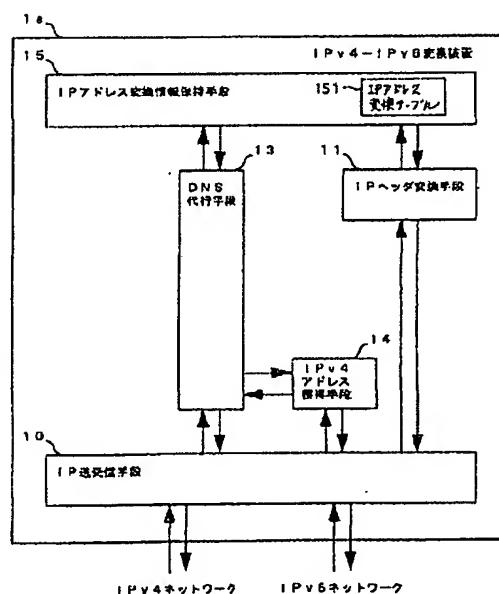 1a
IPv4-IPv6変換装置
15
IPアドレス変換情報保持手段
151
IPアドレス
変換テーブル
13
DNS
代行手段
11
IPヘッダ変換手段
14
IPv4
アドレス
獲得手段
10
IP送受信手段
IPv4ネットワーク
IPv6ネットワーク